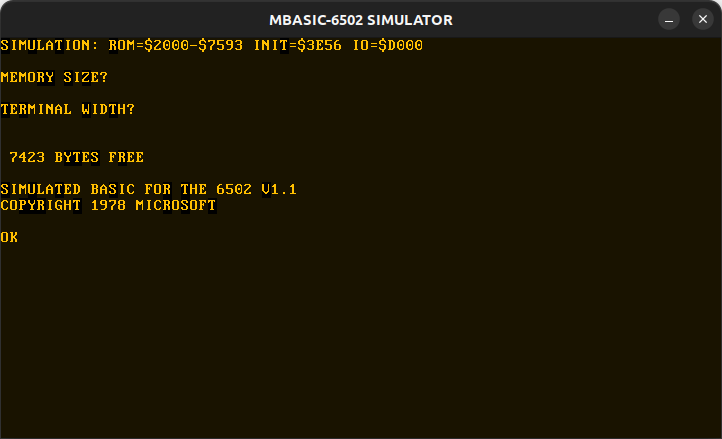 MBASIC-6502 SIMULATOR
SIMULATION: ROM=$2000-$7593 INIT=$3E56 IO=$D000
MEMORY SIZE?
TERMINAL WIDTH?
7423 BYTES FREE
SIMULATED BASIC FOR THE 6502 V1.1
COPYRIGHT 1978 MICROSOFT
OK